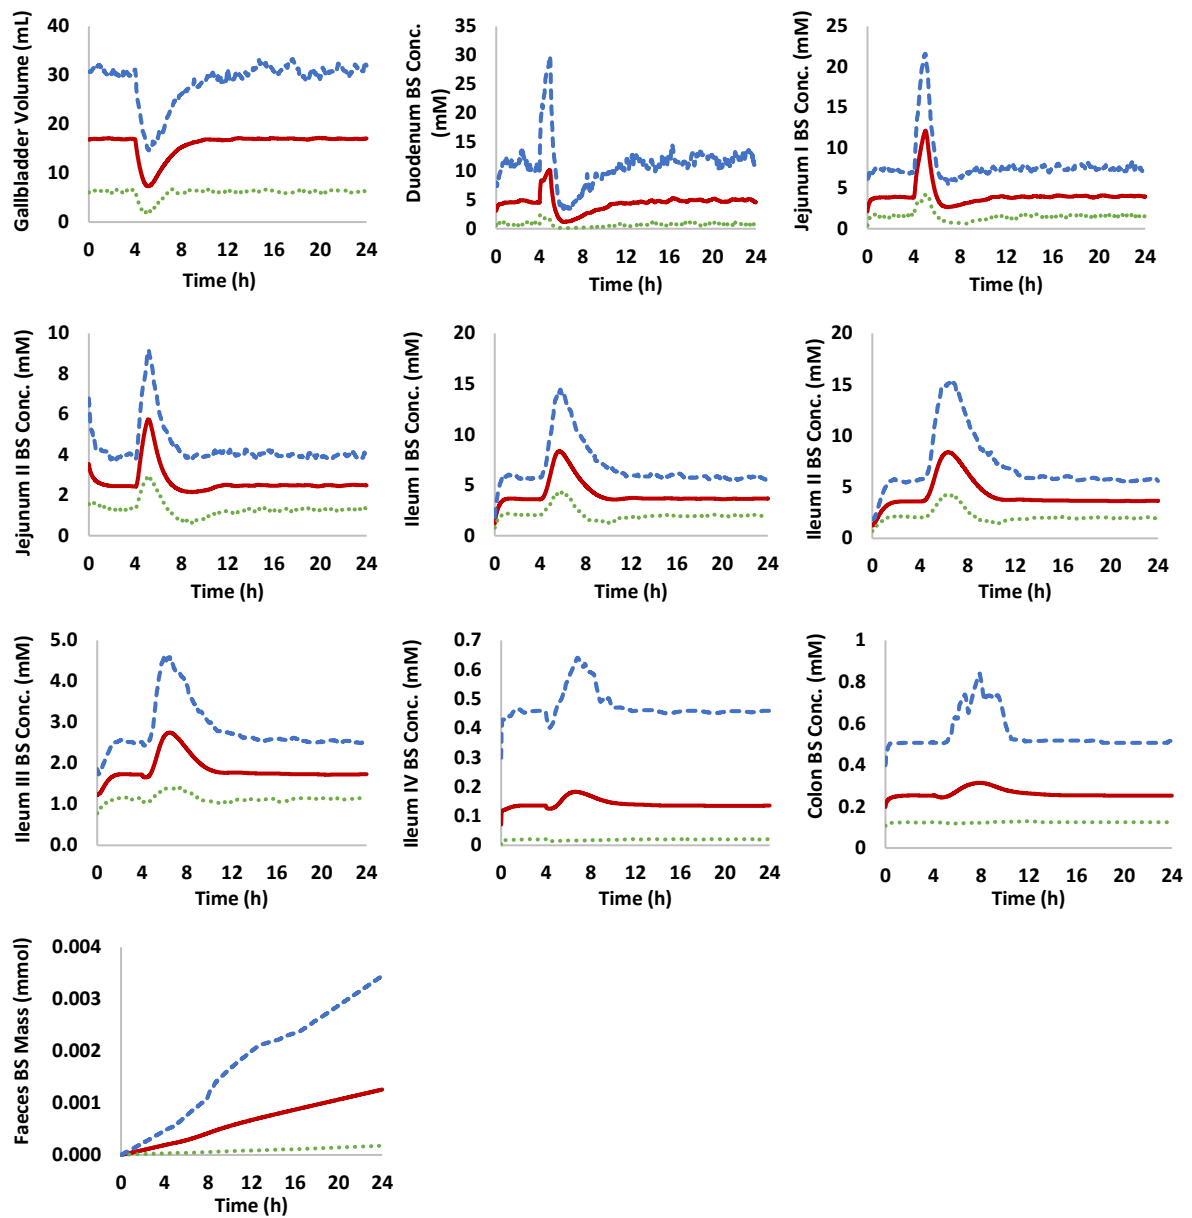 Gallbladder Volume (mL)
40
30
20
10
0
0 4 8 12 16 20 24
Time (h)
Duodenum BS Conc.
(mM)
35
30
25
20
15
10
5
0
0 4 8 12 16 20 24
Time (h)
Jejunum I BS Conc. (mM)
25
20
15
10
5
0
0 4 8 12 16 20 24
Time (h)
Jejunum II BS Conc. (mM)
10
8
6
4
2
0
0 4 8 12 16 20 24
Time (h)
Ileum I BS Conc. (mM)
20
15
10
5
0
0 4 8 12 16 20 24
Time (h)
Ileum II BS Conc. (mM)
20
15
10
5
0
0 4 8 12 16 20 24
Time (h)
Ileum III BS Conc. (mM)
5.0
4.0
3.0
2.0
1.0
0.0
0 4 8 12 16 20 24
Time (h)
Ileum IV BS Conc. (mM)
0.7
0.6
0.5
0.4
0.3
0.2
0.1
0
0 4 8 12 16 20 24
Time (h)
Colon BS Conc. (mM)
1
0.8
0.6
0.4
0.2
0
0 4 8 12 16 20 24
Time (h)
Faeces BS Mass (mmol)
0.004
0.003
0.002
0.001
0.000
0 4 8 12 16 20 24
Time (h)